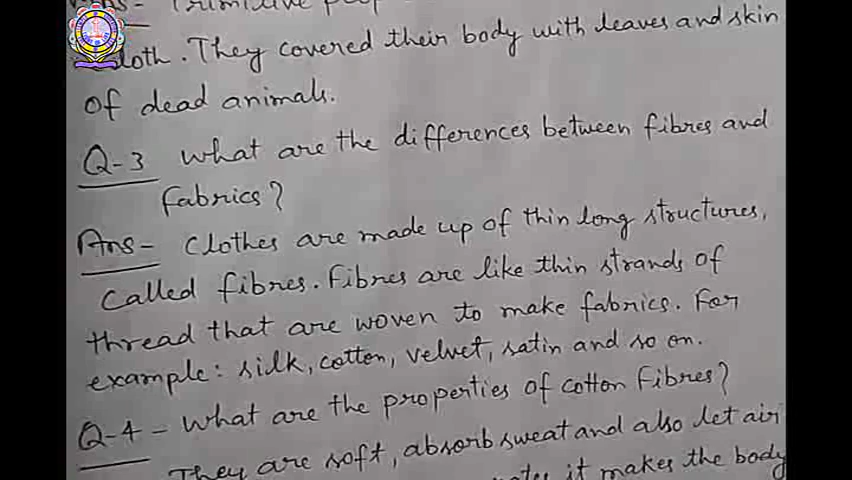 Ans- Primitive
cloth. They covered their body with leaves and skin
of dead animals.
Q-3 What are the differences between fibres and
fabrics?
Ans- Clothes are made up of thin long structures,
called fibres. Fibres are like thin strands of
thread that are woven to make fabrics. For
example: silk, cotton, velvet, satin and so on.
Q-4 - What are the properties of cotton fibres?
They are soft, absorb sweat and also let air
it makes the body